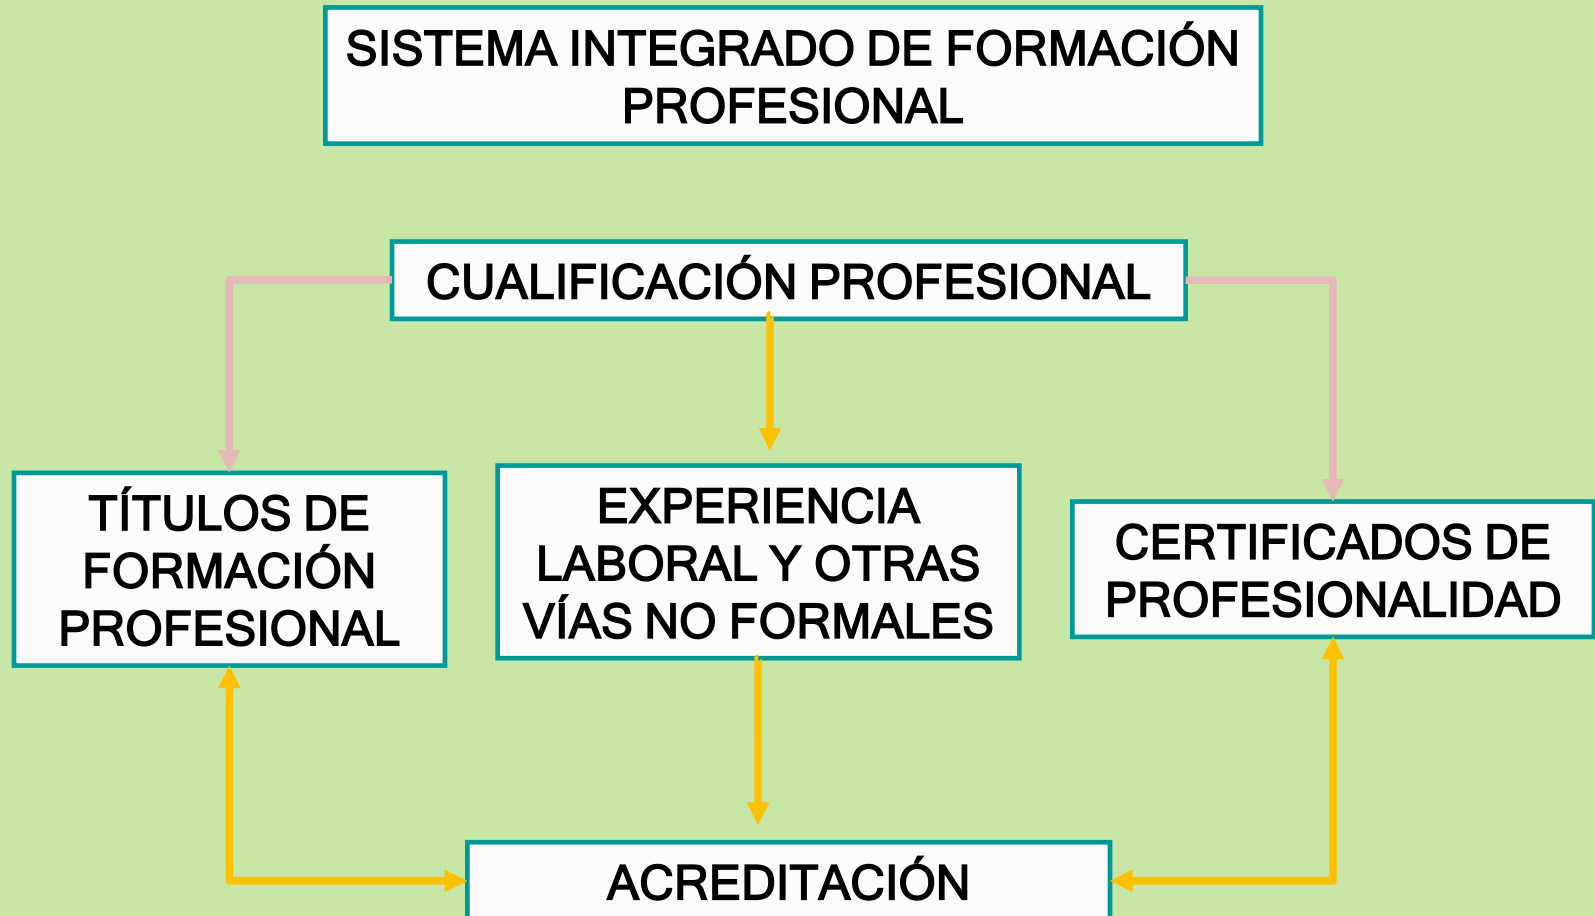 SISTEMA INTEGRADO DE FORMACIÓN
PROFESIONAL
CUALIFICACIÓN PROFESIONAL
TÍTULOS DE
FORMACIÓN
PROFESIONAL
EXPERIENCIA
LABORAL Y OTRAS
VÍAS NO FORMALES
CERTIFICADOS DE
PROFESIONALIDAD
ACREDITACIÓN